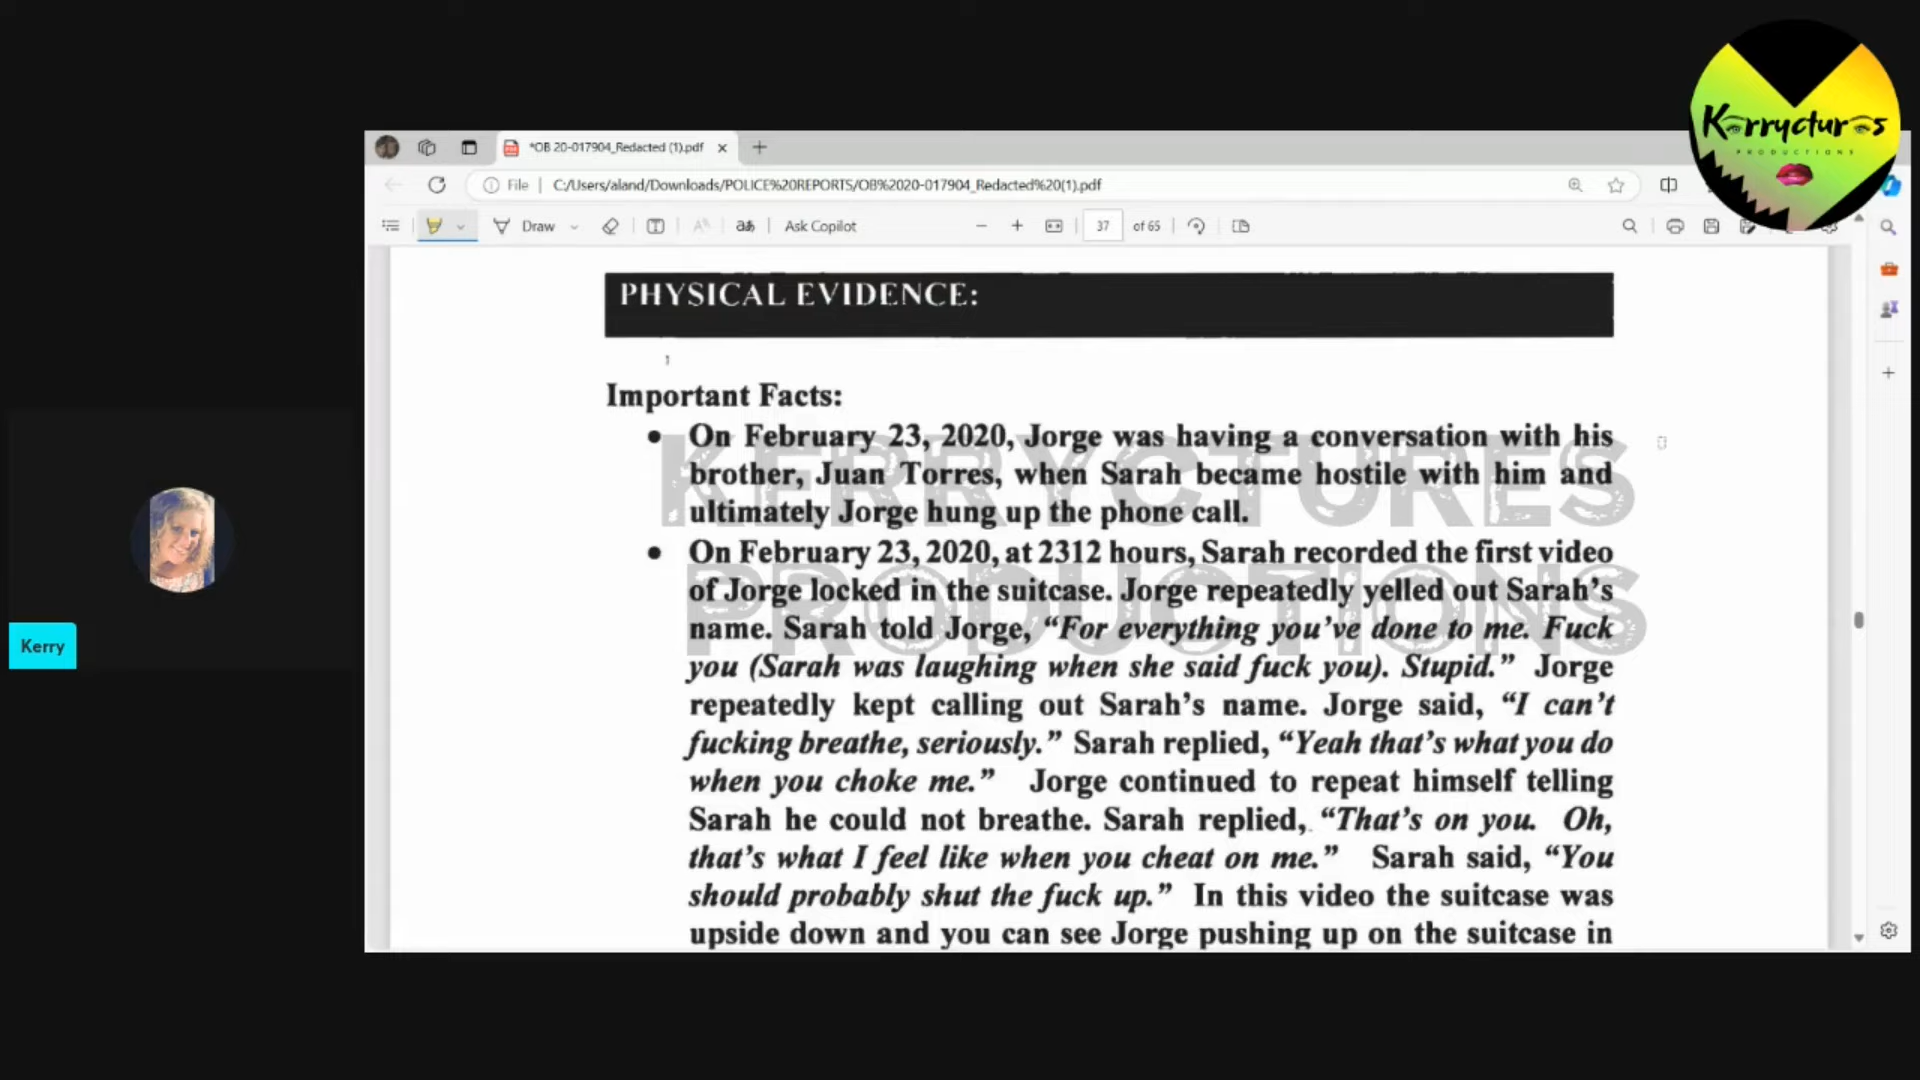 Kerryctures
PRODUCTIONS
*OB 20-017904_Redacted (1).pdf
File
C:/Users/aland/Downloads/POLICE%20REPORTS/OB%2020-017904_Redacted%20(1).pdf
Draw
Ask Copilot
37 of 65
PHYSICAL EVIDENCE:
Important Facts:
• On February 23, 2020, Jorge was having a conversation with his
brother, Juan Torres, when Sarah became hostile with him and
ultimately Jorge hung up the phone call.
• On February 23, 2020, at 2312 hours, Sarah recorded the first video
of Jorge locked in the suitcase. Jorge repeatedly yelled out Sarah’s
name. Sarah told Jorge, “For everything you’ve done to me. Fuck
you (Sarah was laughing when she said fuck you). Stupid.” Jorge
repeatedly kept calling out Sarah’s name. Jorge said, “I can’t
fucking breathe, seriously.” Sarah replied, “Yeah that’s what you do
when you choke me.” Jorge continued to repeat himself telling
Sarah he could not breathe. Sarah replied, “That’s on you. Oh,
that’s what I feel like when you cheat on me.” Sarah said, “You
should probably shut the fuck up.” In this video the suitcase was
upside down and you can see Jorge pushing up on the suitcase in
KERRYCTURES
PRODUCTIONS
Kerry